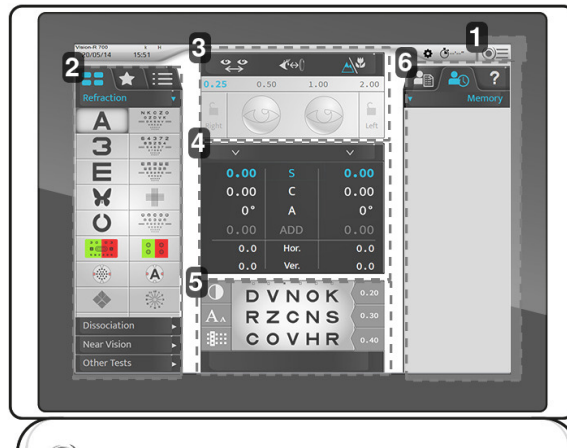 Vision-R 700
20/05/14 15:51
1
2
3
6
?
Refraction
Memory
0.25 0.50 1.00 2.00
Right Left
A
3
E
4
0.00 S 0.00
0.00 C 0.00
0° A 0°
0.00 ADD 0.00
0.0 Hor. 0.0
0.0 Ver. 0.0
A
5
D V N O K 0.20
A A R Z C N S 0.30
C O V H R 0.40
Dissociation
Near Vision
Other Tests